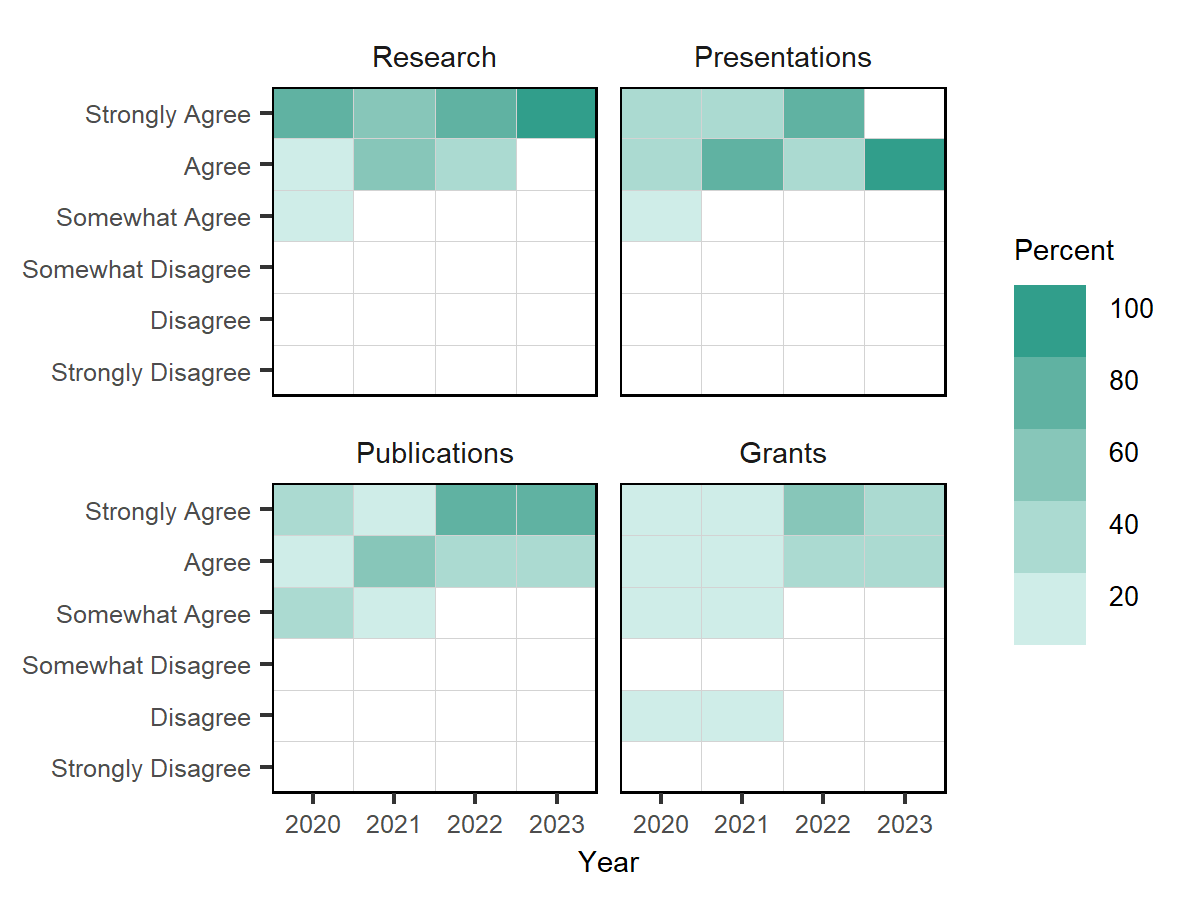 Research
Presentations
Strongly Agree
Agree
Somewhat Agree
Somewhat Disagree
Disagree
Strongly Disagree
Percent
100
80
60
40
20
Publications
Grants
Strongly Agree
Agree
Somewhat Agree
Somewhat Disagree
Disagree
Strongly Disagree
2020 2021 2022 2023
2020 2021 2022 2023
Year